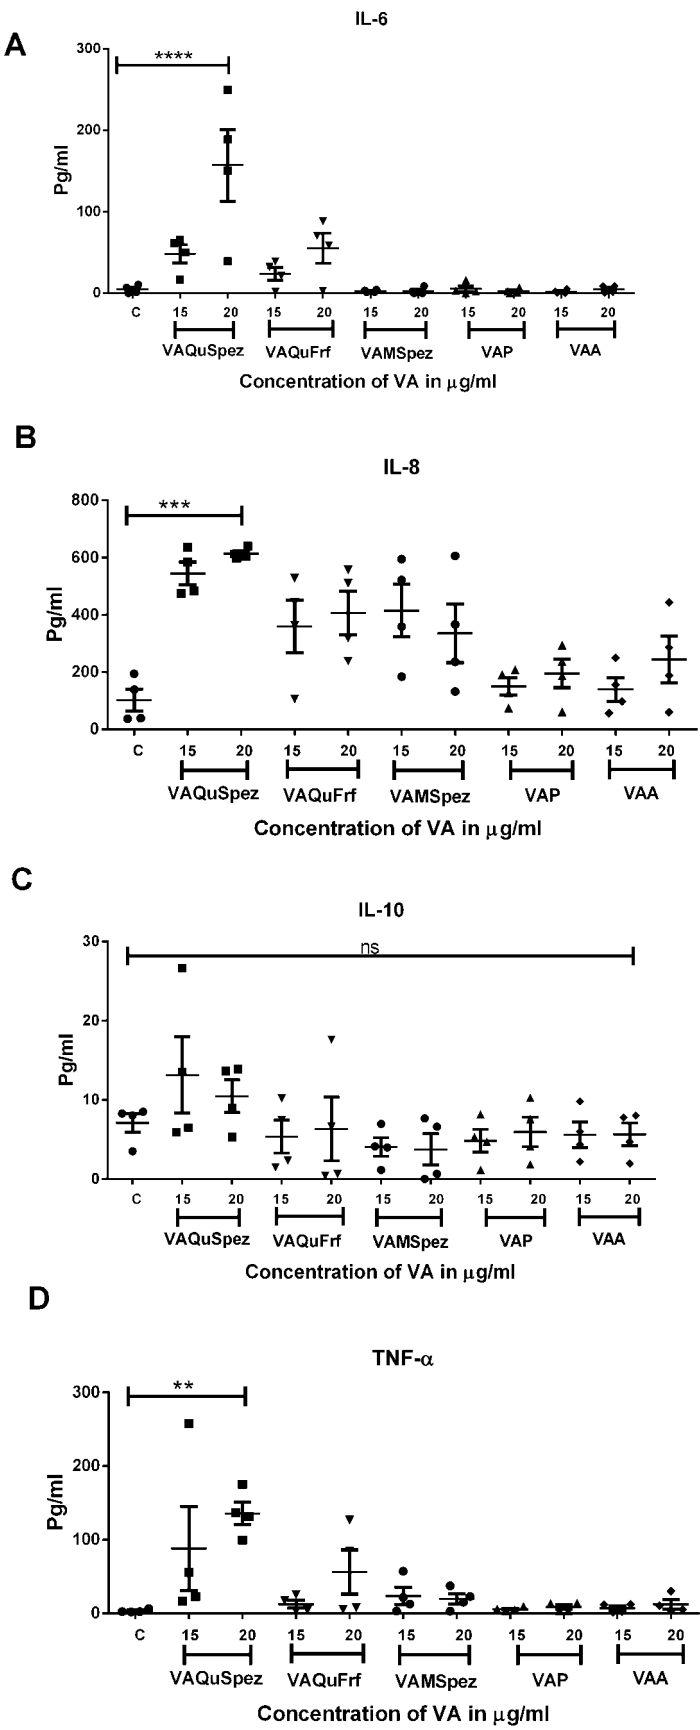 A
IL-6
Pg/ml
300
200
100
0
****
C 15 20 15 20 15 20 15 20 15 20
VAQuSpez VAQuFrf VAMSpez VAP VAA
Concentration of VA in μg/ml
B
IL-8
Pg/ml
800
600
400
200
0
***
C 15 20 15 20 15 20 15 20 15 20
VAQuSpez VAQuFrf VAMSpez VAP VAA
Concentration of VA in μg/ml
C
IL-10
Pg/ml
30
20
10
0
ns
C 15 20 15 20 15 20 15 20 15 20
VAQuSpez VAQuFrf VAMSpez VAP VAA
Concentration of VA in μg/ml
D
TNF-α
Pg/ml
300
200
100
0
**
C 15 20 15 20 15 20 15 20 15 20
VAQuSpez VAQuFrf VAMSpez VAP VAA
Concentration of VA in μg/ml